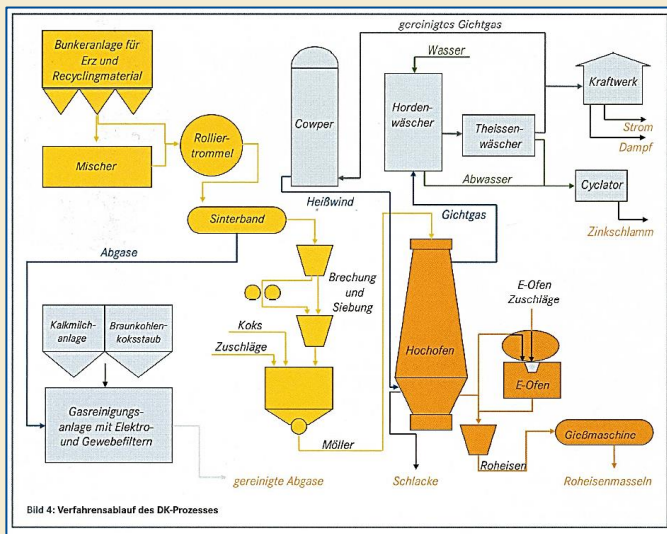 gereinigtes Gichtgas
Bunkeranlage für
Erz und
Recyclingmaterial
Wasser
Kraftwerk
Cowper
Horden-
wäscher
Theissen-
wäscher
Strom
Dampf
Mischer
Rollier-
trommel
Abwasser
Cyclator
Heißwind
Gichtgas
Zinkschlamm
Sinterband
Abgase
Brechung
und
Siebung
E-Ofen
Zuschläge
Kalkmilch-
anlage
Braunkohlen-
koksstaub
Koks
Zuschläge
Hochofen
E-Ofen
Gasreinigungs-
anlage mit Elektro-
und Gewebefiltern
Möller
Roheisen
Gießmaschine
gereinigte Abgase
Schlacke
Roheisenmasseln
Bild 4: Verfahrensablauf des DK-Prozesses